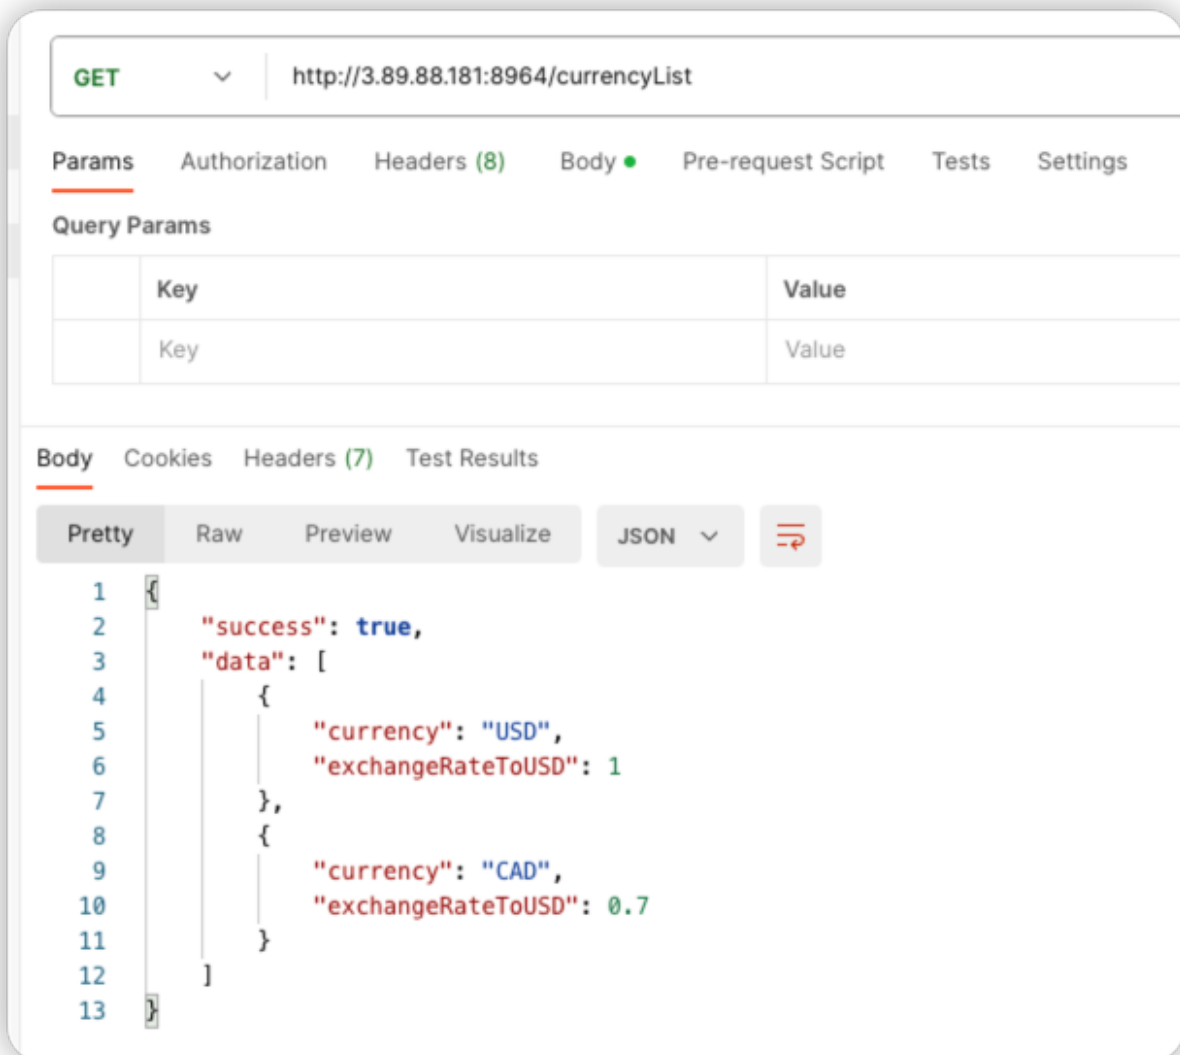 GET http://3.89.88.181:8964/currencyList
Params Authorization Headers (8) Body Pre-request Script Tests Settings
Query Params
Key Value
Key Value
Body Cookies Headers (7) Test Results
Pretty Raw Preview Visualize JSON
1 {
2 "success": true,
3 "data": [
4 {
5 "currency": "USD",
6 "exchangeRateToUSD": 1
7 },
8 {
9 "currency": "CAD",
10 "exchangeRateToUSD": 0.7
11 }
12 ]
13 }